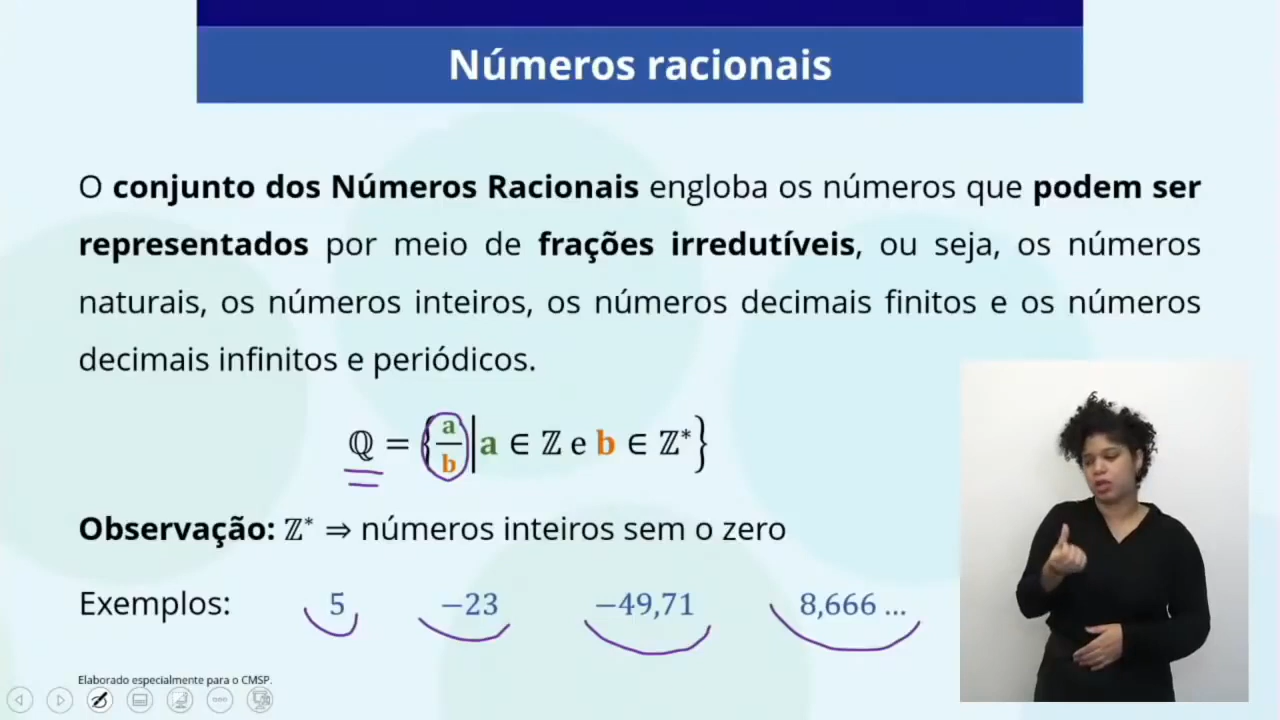 Números racionais
O conjunto dos Números Racionais engloba os números que podem ser
representados por meio de frações irredutíveis, ou seja, os números
naturais, os números inteiros, os números decimais finitos e os números
decimais infinitos e periódicos.
ℚ = {a/b | a ∈ ℤ e b ∈ ℤ*}
Observação: ℤ* ⇒ números inteiros sem o zero
Exemplos: 5 −23 −49,71 8,666 ...
Elaborado especialmente para o CMSP.